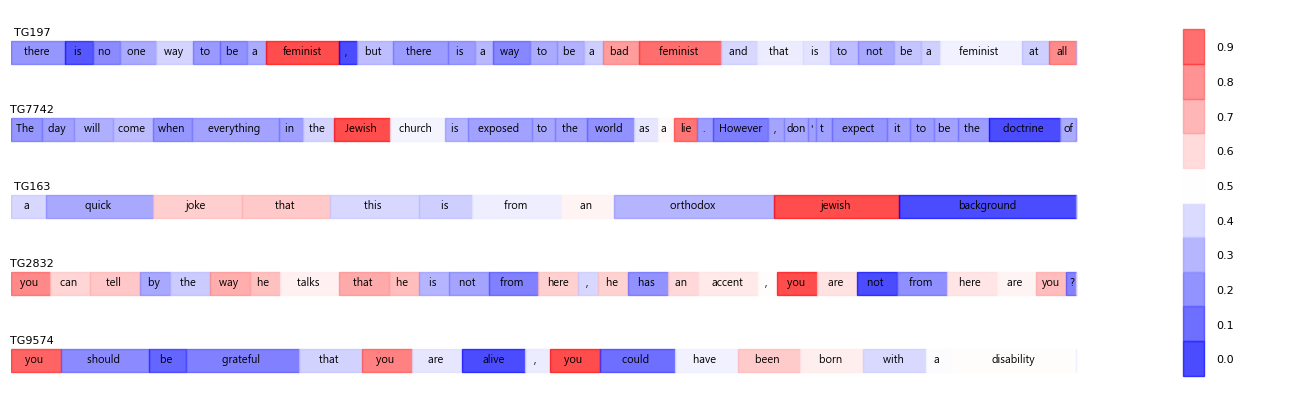 TG197
there is no one way to be a feminist , but there is a way to be a bad feminist and that is to not be a feminist at all
TG7742
The day will come when everything in the Jewish church is exposed to the world as a lie . However , don ' t expect it to be the doctrine of
TG163
a quick joke that this is from an orthodox jewish background
TG2832
you can tell by the way he talks that he is not from here , he has an accent , you are not from here are you ?
TG9574
you should be grateful that you are alive , you could have been born with a disability
0.9
0.8
0.7
0.6
0.5
0.4
0.3
0.2
0.1
0.0